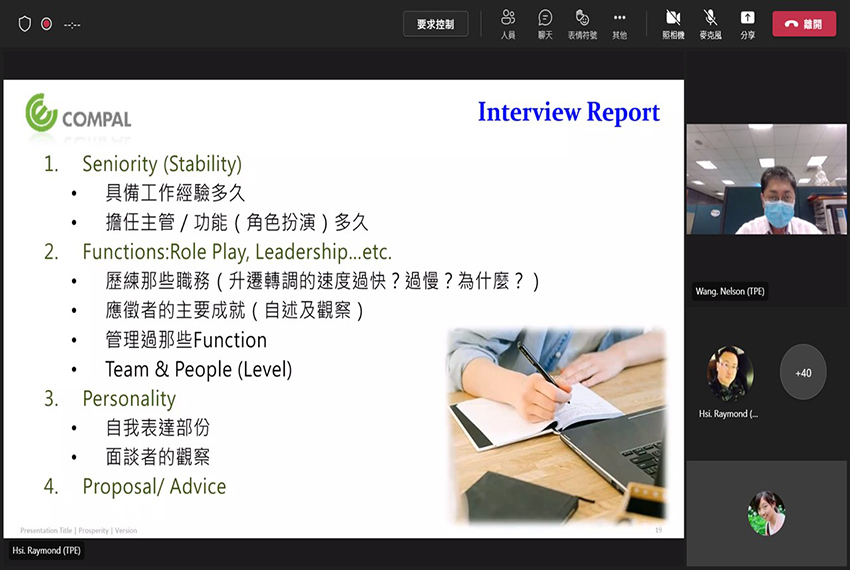 --:--
要求控制
人員
聊天
表情符號
其他
照相機
麥克風
分享
離開
COMPAL
Interview Report
1. Seniority (Stability)
• 具備工作經驗多久
• 擔任主管 / 功能 ( 角色扮演 ) 多久
2. Functions:Role Play, Leadership...etc.
• 歷練那些職務 ( 升遷轉調的速度過快 ? 過慢 ? 為什麼 ? )
• 應徵者的主要成就 ( 自述及觀察 )
• 管理過那些Function
• Team & People (Level)
3. Personality
• 自我表達部份
• 面談者的觀察
4. Proposal/ Advice
Presentation Title | Prosperity | Version
19
Hsi. Raymond (TPE)
Wang. Nelson (TPE)
Hsi. Raymond (...
+40